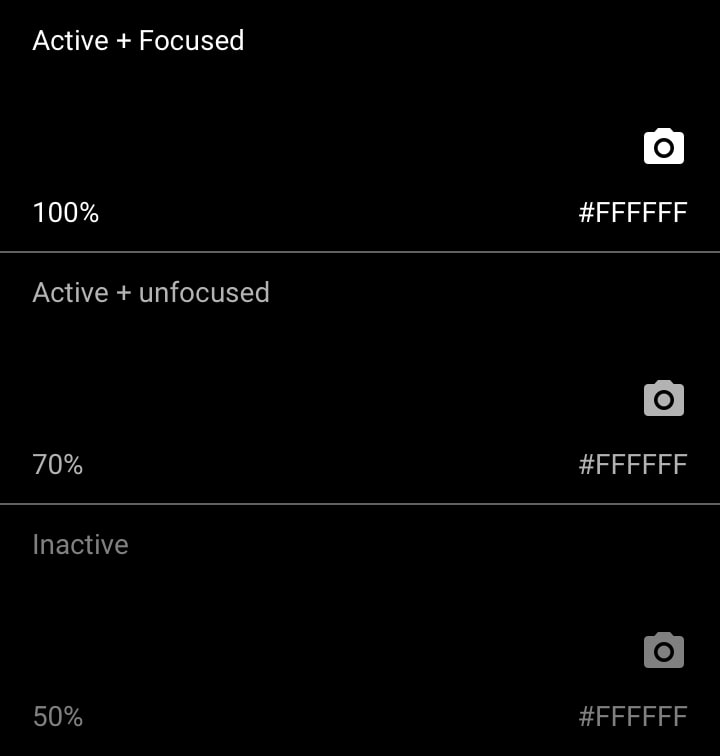 Active + Focused
100%
#FFFFFF
Active + unfocused
70%
#FFFFFF
Inactive
50%
#FFFFFF